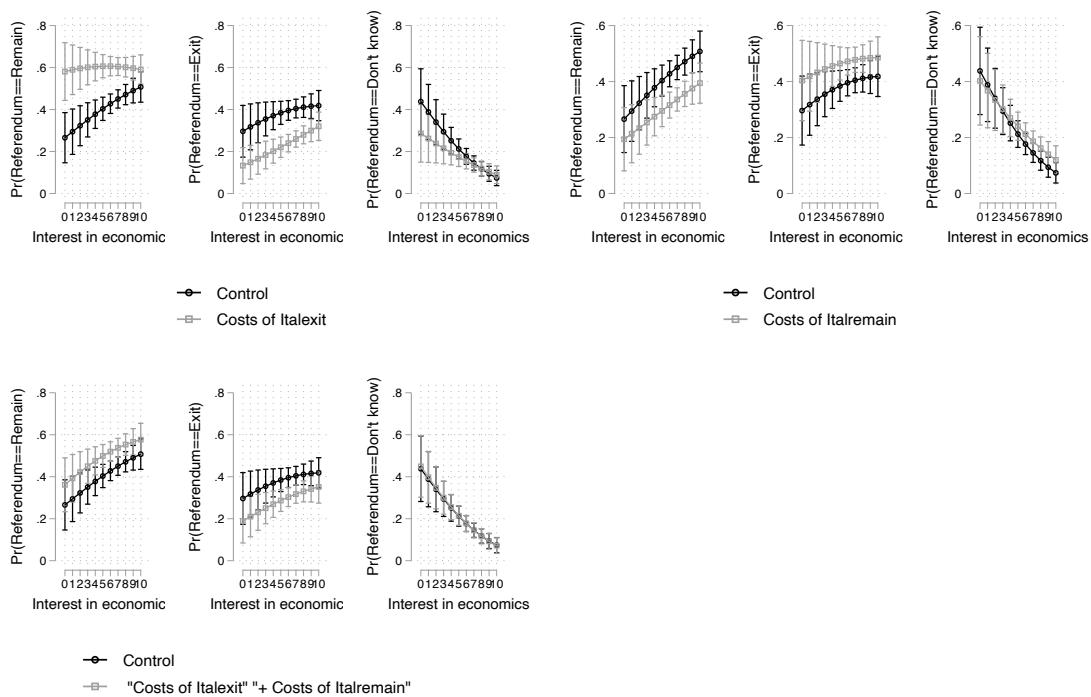 Pr(Referendum==Remain)
.8
.6
.4
.2
0
012345678910
Interest in economic
Pr(Referendum==Exit)
.8
.6
.4
.2
0
012345678910
Interest in economic
Pr(Referendum==Don't know)
.8
.6
.4
.2
0
012345678910
Interest in economics
Control
Costs of Italexit
Pr(Referendum==Remain)
.8
.6
.4
.2
0
012345678910
Interest in economic
Pr(Referendum==Exit)
.8
.6
.4
.2
0
012345678910
Interest in economic
Pr(Referendum==Don't know)
.8
.6
.4
.2
0
012345678910
Interest in economics
Control
Costs of Italremain
Pr(Referendum==Remain)
.8
.6
.4
.2
0
012345678910
Interest in economic
Pr(Referendum==Exit)
.8
.6
.4
.2
0
012345678910
Interest in economic
Pr(Referendum==Don't know)
.8
.6
.4
.2
0
012345678910
Interest in economics
Control
"Costs of Italexit" "+ Costs of Italremain"